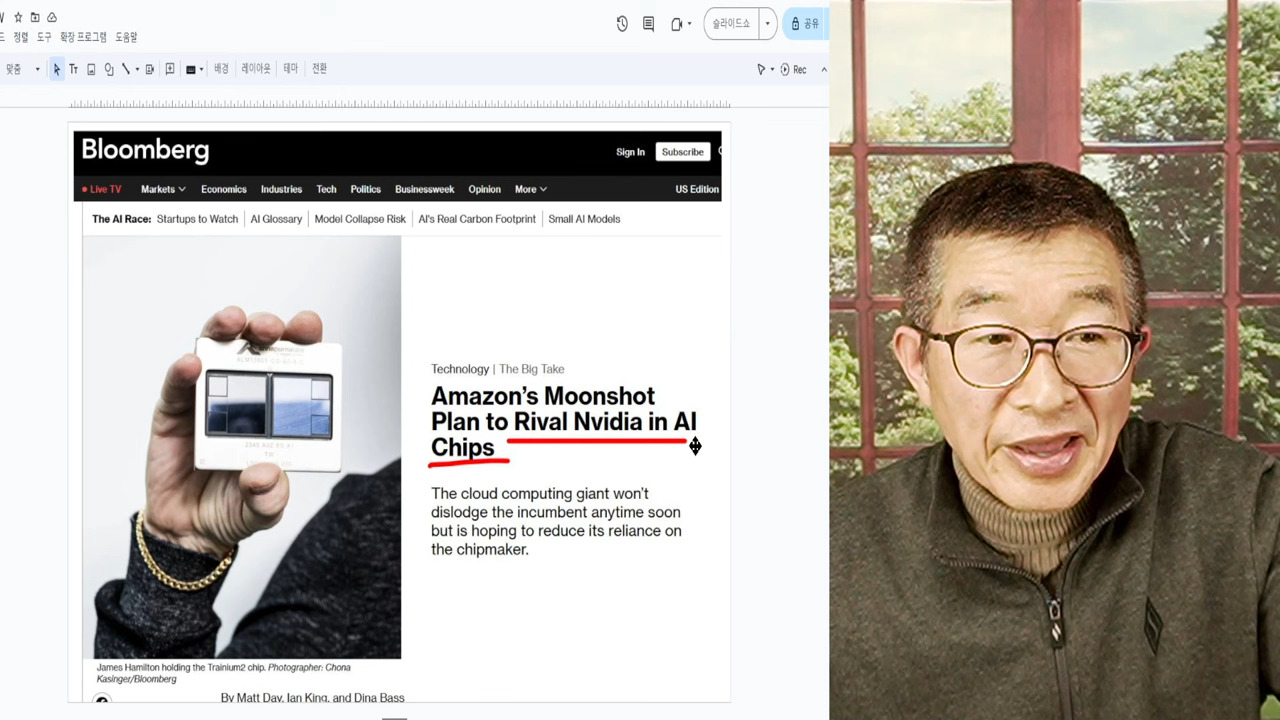 슬라이드쇼
공유
정렬 도구 확장 프로그램 도움말
맞춤
Tт
배경 레이아웃 테마 전환
Rec
Bloomberg
Sign In Subscribe
Live TV Markets Economics Industries Tech Politics Businessweek Opinion More US Edition
The AI Race: Startups to Watch AI Glossary Model Collapse Risk AI's Real Carbon Footprint Small AI Models
Technology | The Big Take
Amazon's Moonshot
Plan to Rival Nvidia in AI
Chips
The cloud computing giant won't
dislodge the incumbent anytime soon
but is hoping to reduce its reliance on
the chipmaker.
James Hamilton holding the Trainium2 chip. Photographer: Chona
Kasinger/Bloomberg
By Matt Day, Ian King, and Dina Bass